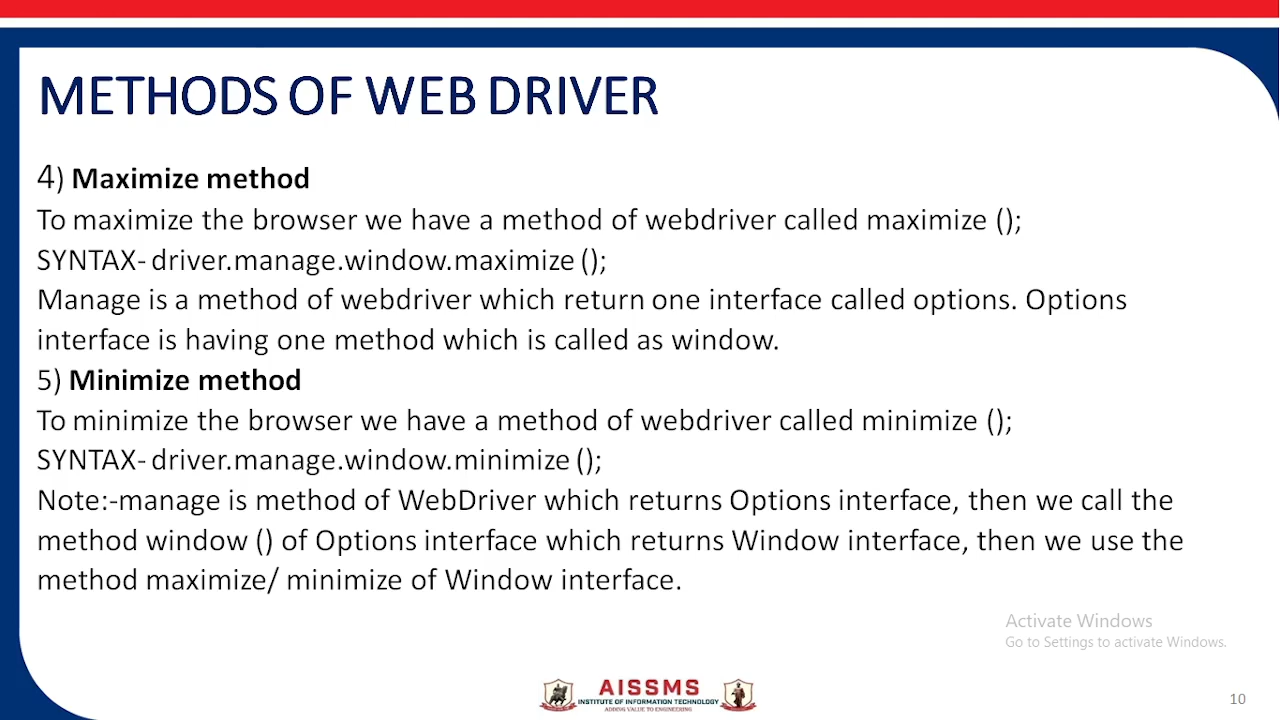 METHODS OF WEB DRIVER
4) Maximize method
To maximize the browser we have a method of webdriver called maximize ();
SYNTAX- driver.manage.window.maximize ();
Manage is a method of webdriver which return one interface called options. Options
interface is having one method which is called as window.
5) Minimize method
To minimize the browser we have a method of webdriver called minimize ();
SYNTAX- driver.manage.window.minimize ();
Note:-manage is method of WebDriver which returns Options interface, then we call the
method window () of Options interface which returns Window interface, then we use the
method maximize/ minimize of Window interface.
Activate Windows
Go to Settings to activate Windows.
AISSMS
INSTITUTE OF INFORMATION TECHNOLOGY
ADDING VALUE TO ENGINEERING
10